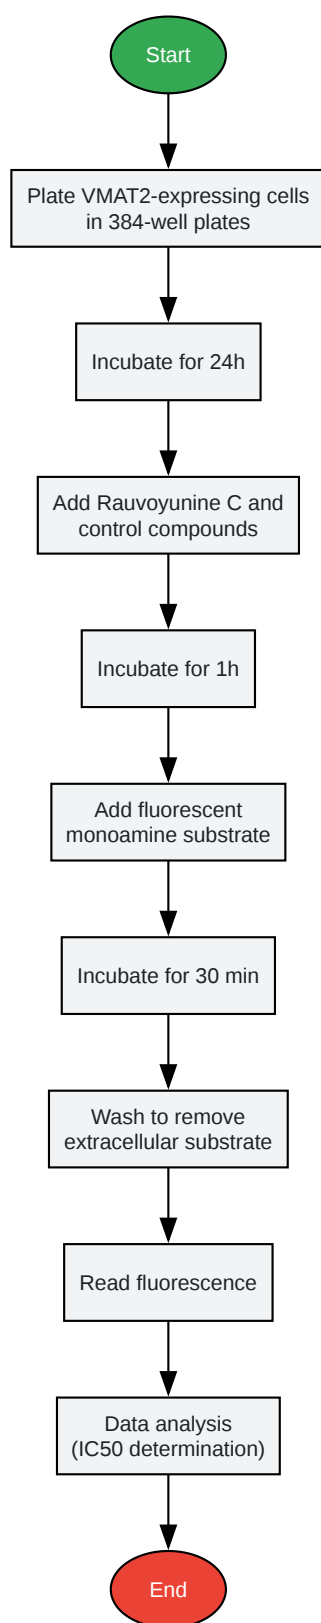 Start
Plate VMAT2-expressing cells
in 384-well plates
Incubate for 24h
Add Rauvoyunine C and
control compounds
Incubate for 1h
Add fluorescent
monoamine substrate
Incubate for 30 min
Wash to remove
extracellular substrate
Read fluorescence
Data analysis
(IC50 determination)
End